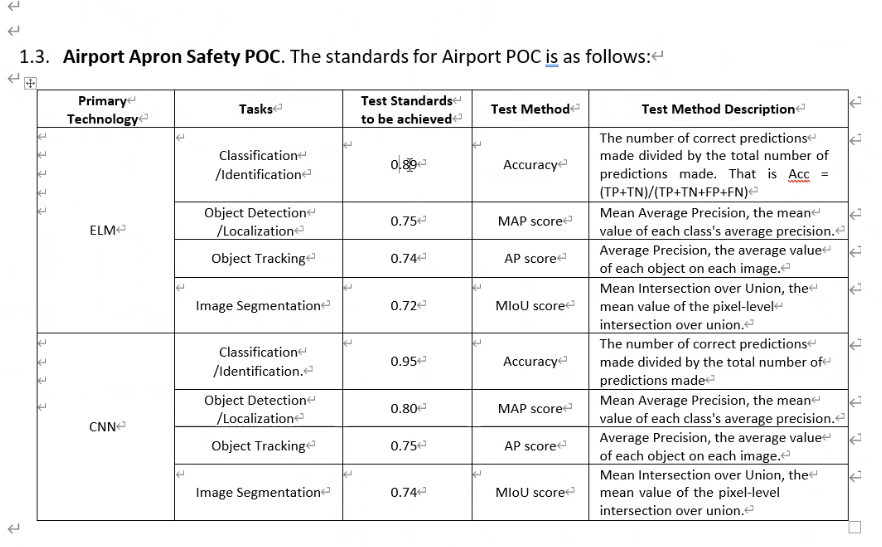 1.3. Airport Apron Safety POC. The standards for Airport POC is as follows:
Primary
Technology
Tasks
Test Standards
to be achieved
Test Method
Test Method Description
ELM
Classification
/Identification
0.89
Accuracy
The number of correct predictions
made divided by the total number of
predictions made. That is Acc =
(TP+TN)/(TP+TN+FP+FN)
Object Detection
/Localization
0.75
MAP score
Mean Average Precision, the mean
value of each class's average precision.
Object Tracking
0.74
AP score
Average Precision, the average value
of each object on each image.
Image Segmentation
0.72
MIoU score
Mean Intersection over Union, the
mean value of the pixel-level
intersection over union.
CNN
Classification
/Identification.
0.95
Accuracy
The number of correct predictions
made divided by the total number of
predictions made
Object Detection
/Localization
0.80
MAP score
Mean Average Precision, the mean
value of each class's average precision.
Object Tracking
0.75
AP score
Average Precision, the average value
of each object on each image.
Image Segmentation
0.74
MIoU score
Mean Intersection over Union, the
mean value of the pixel-level
intersection over union.